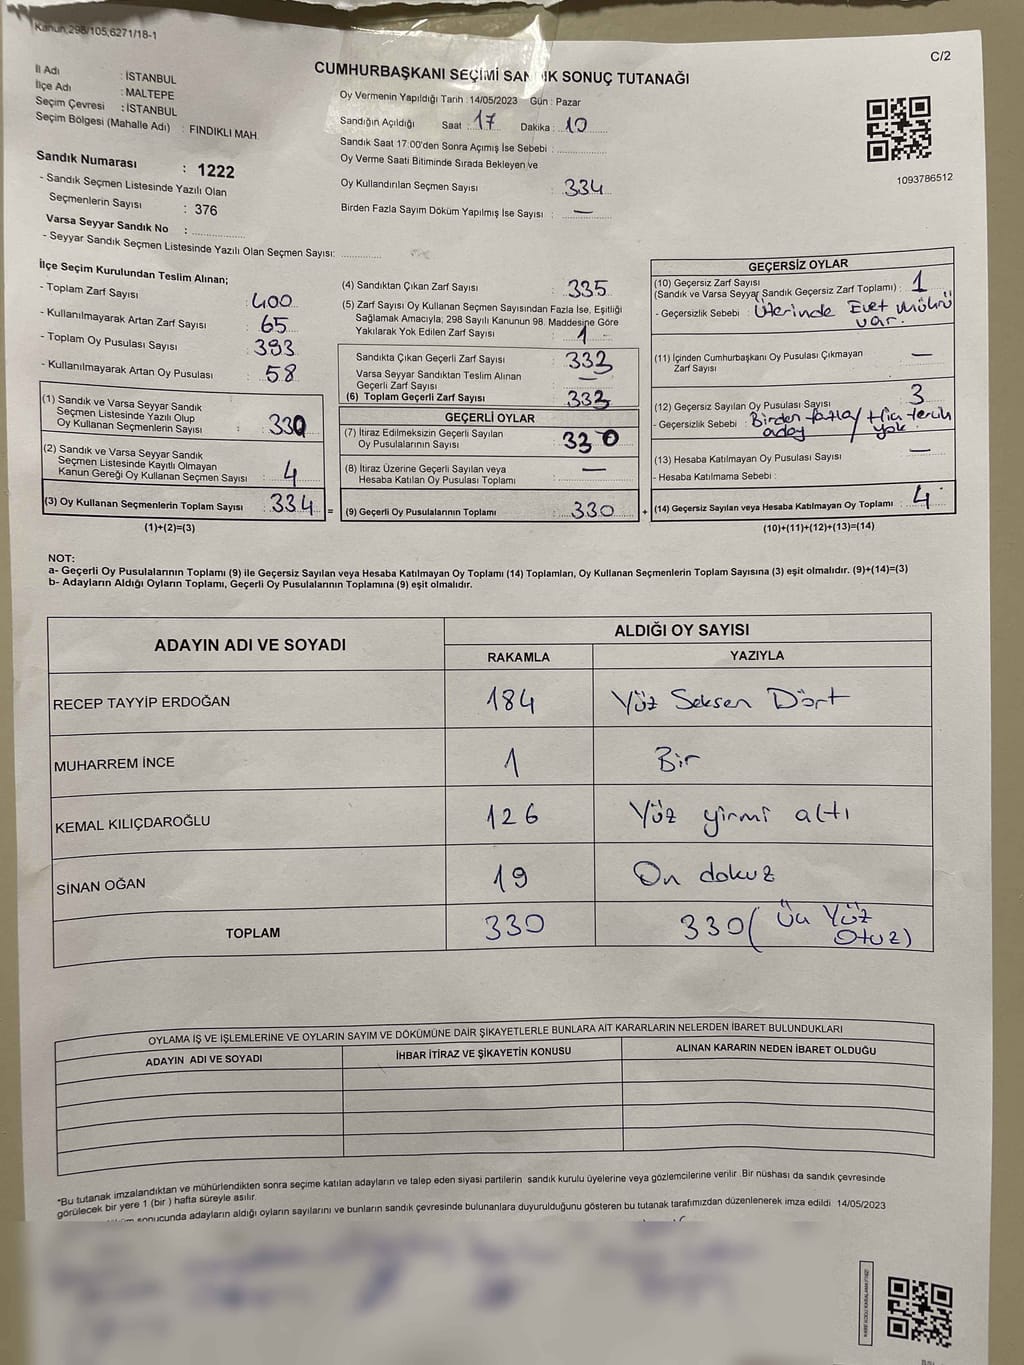 Kanun;298/105;6271/18-1
C/2
İl Adı : İSTANBUL
İlçe Adı : MALTEPE
Seçim Çevresi : İSTANBUL
Seçim Bölgesi (Mahalle Adı) : FINDIKLI MAH.
CUMHURBAŞKANI SEÇİMİ SANDIK SONUÇ TUTANAĞI
Oy Vermenin Yapıldığı Tarih : 14/05/2023 Gün : Pazar
Sandığın Açıldığı Saat : 17 Dakika : 10
Sandık Saat 17:00'den Sonra Açımış İse Sebebi :
Oy Verme Saati Bitiminde Sırada Bekleyen ve
Oy Kullandırılan Seçmen Sayısı : 334
Birden Fazla Sayım Döküm Yapılmış İse Sayısı : —
1093786512
Sandık Numarası : 1222
- Sandık Seçmen Listesinde Yazılı Olan
Seçmenlerin Sayısı : 376
Varsa Seyyar Sandık No :
- Seyyar Sandık Seçmen Listesinde Yazılı Olan Seçmen Sayısı:
İlçe Seçim Kurulundan Teslim Alınan;
- Toplam Zarf Sayısı : 400
- Kullanılmayarak Artan Zarf Sayısı : 65
- Toplam Oy Pusulası Sayısı : 393
- Kullanılmayarak Artan Oy Pusulası : 58
(1) Sandık ve Varsa Seyyar Sandık
Seçmen Listesinde Yazılı Olup
Oy Kullanan Seçmenlerin Sayısı : 330
(2) Sandık ve Varsa Seyyar Sandık
Seçmen Listesinde Kayıtlı Olmayan
Kanun Gereği Oy Kullanan Seçmen Sayısı : 4
(3) Oy Kullanan Seçmenlerin Toplam Sayısı : 334 =
(1)+(2)=(3)
(4) Sandıktan Çıkan Zarf Sayısı : 335
(5) Zarf Sayısı Oy Kullanan Seçmen Sayısından Fazla İse, Eşitliği
Sağlamak Amacıyla; 298 Sayılı Kanunun 98. Maddesine Göre
Yakılarak Yok Edilen Zarf Sayısı : 1
Sandıkta Çıkan Geçerli Zarf Sayısı : 333
Varsa Seyyar Sandıktan Teslim Alınan
Geçerli Zarf Sayısı : —
(6) Toplam Geçerli Zarf Sayısı : 333
GEÇERLİ OYLAR
(7) İtiraz Edilmeksizin Geçerli Sayılan
Oy Pusulalarının Sayısı : 330
(8) İtiraz Üzerine Geçerli Sayılan veya
Hesaba Katılan Oy Pusulası Toplamı : —
(9) Geçerli Oy Pusulalarının Toplamı : 330 +
GEÇERSİZ OYLAR
(10) Geçersiz Zarf Sayısı
(Sandık ve Varsa Seyyar Sandık Geçersiz Zarf Toplamı) : 1
- Geçersizlik Sebebi : Üzerinde Evet mührü
var.
(11) İçinden Cumhurbaşkanı Oy Pusulası Çıkmayan
Zarf Sayısı : —
(12) Geçersiz Sayılan Oy Pusulası Sayısı : 3
- Geçersizlik Sebebi : Birden fazla / Hiç tercih
aday yok
(13) Hesaba Katılmayan Oy Pusulası Sayısı : —
- Hesaba Katılmama Sebebi :
(14) Geçersiz Sayılan veya Hesaba Katılmayan Oy Toplamı : 4
(10)+(11)+(12)+(13)=(14)
NOT:
a- Geçerli Oy Pusulalarının Toplamı (9) ile Geçersiz Sayılan veya Hesaba Katılmayan Oy Toplamı (14) Toplamları, Oy Kullanan Seçmenlerin Toplam Sayısına (3) eşit olmalıdır. (9)+(14)=(3)
b- Adayların Aldığı Oyların Toplamı, Geçerli Oy Pusulalarının Toplamına (9) eşit olmalıdır.
ADAYIN ADI VE SOYADI
ALDIĞI OY SAYISI
RAKAMLA YAZIYLA
RECEP TAYYİP ERDOĞAN 184 Yüz Seksen Dört
MUHARREM İNCE 1 Bir
KEMAL KILIÇDAROĞLU 126 Yüz yirmi altı
SİNAN OĞAN 19 On dokuz
TOPLAM 330 330( Üç Yüz
Otuz)
OYLAMA İŞ VE İŞLEMLERİNE VE OYLARIN SAYIM VE DÖKÜMÜNE DAİR ŞİKAYETLERLE BUNLARA AİT KARARLARIN NELERDEN İBARET BULUNDUKLARI
ADAYIN ADI VE SOYADI İHBAR İTİRAZ VE ŞİKAYETİN KONUSU ALINAN KARARIN NEDEN İBARET OLDUĞU
*Bu tutanak imzalandıktan ve mühürlendikten sonra seçime katılan adayların ve talep eden siyasi partilerin sandık kurulu üyelerine veya gözlemcilerine verilir .Bir nüshası da sandık çevresinde
görülecek bir yere 1 (bir ) hafta süreyle asılır.
sonucunda adayların aldığı oyların sayılarını ve bunların sandık çevresinde bulunanlara duyurulduğunu gösteren bu tutanak tarafımızdan düzenlenerek imza edildi 14/05/2023